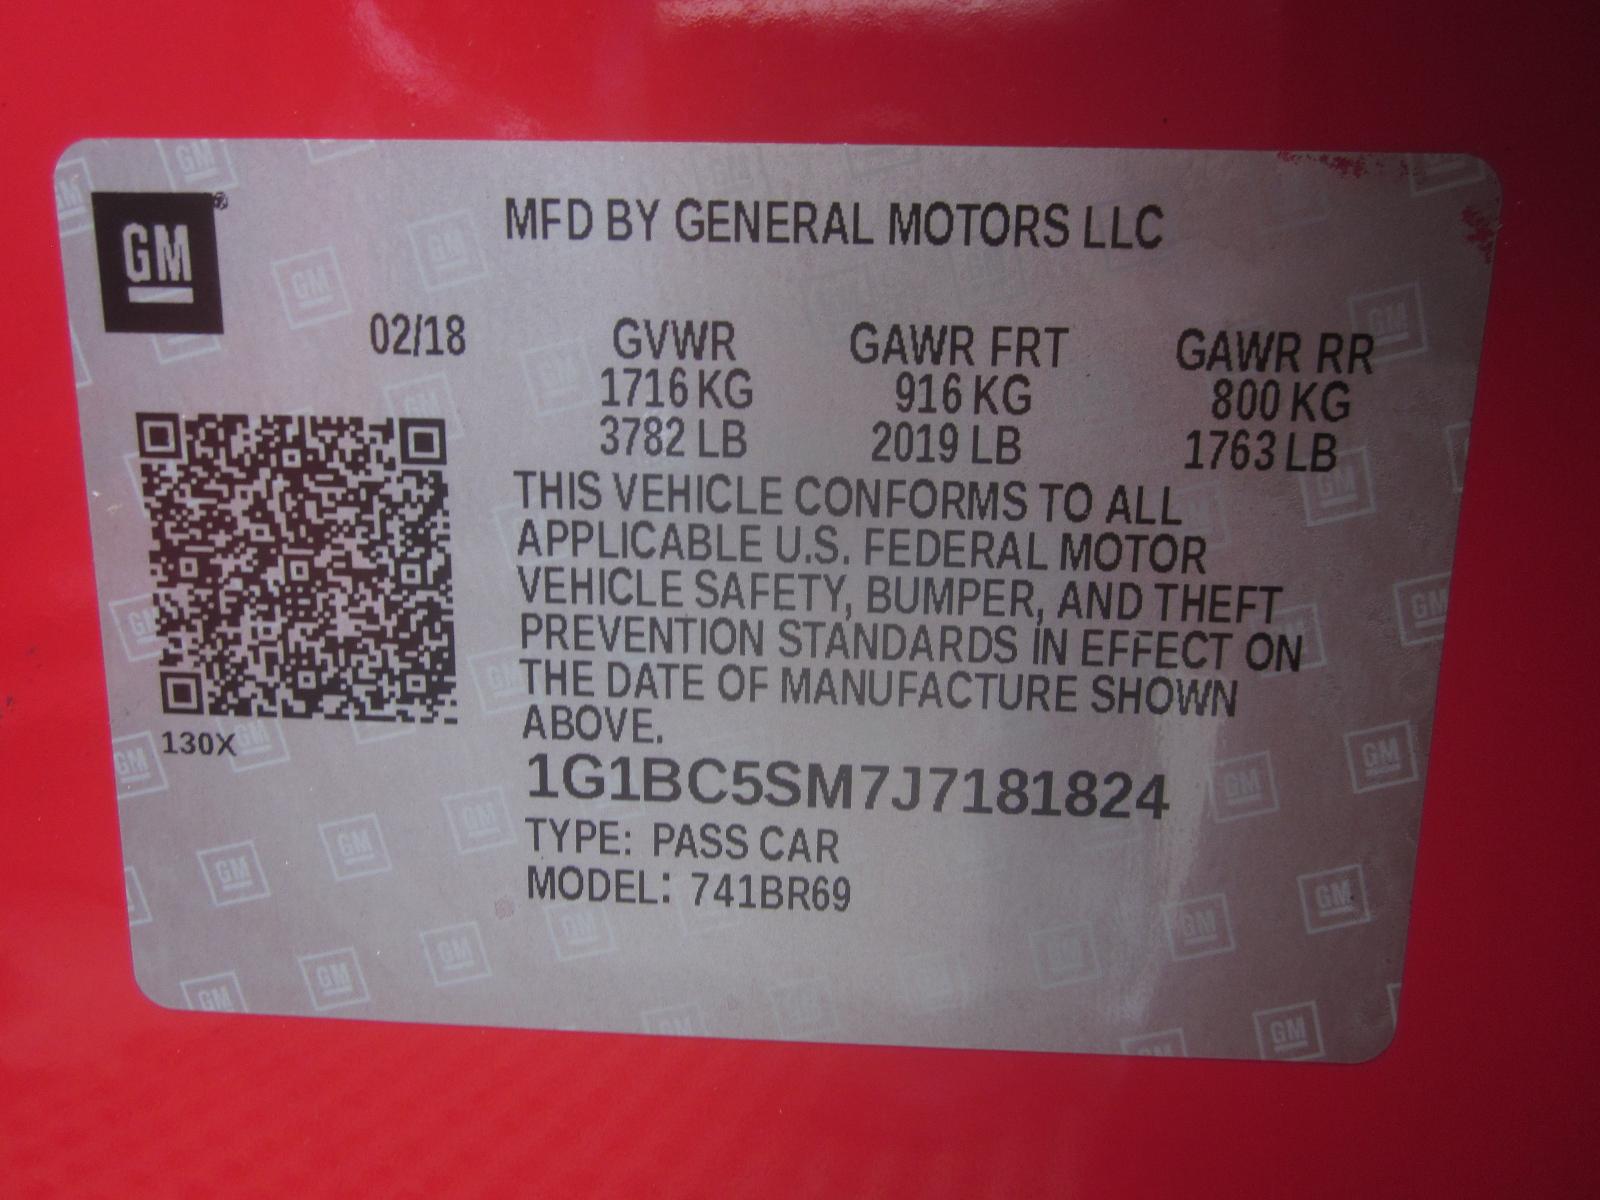 GM
MFD BY GENERAL MOTORS LLC
02/18 GVWR GAWR FRT GAWR RR
1716 KG 916 KG 800 KG
3782 LB 2019 LB 1763 LB
THIS VEHICLE CONFORMS TO ALL
APPLICABLE U.S. FEDERAL MOTOR
VEHICLE SAFETY, BUMPER, AND THEFT
PREVENTION STANDARDS IN EFFECT ON
THE DATE OF MANUFACTURE SHOWN
ABOVE.
130X
1G1BC5SM7J7181824
TYPE: PASS CAR
MODEL: 741BR69